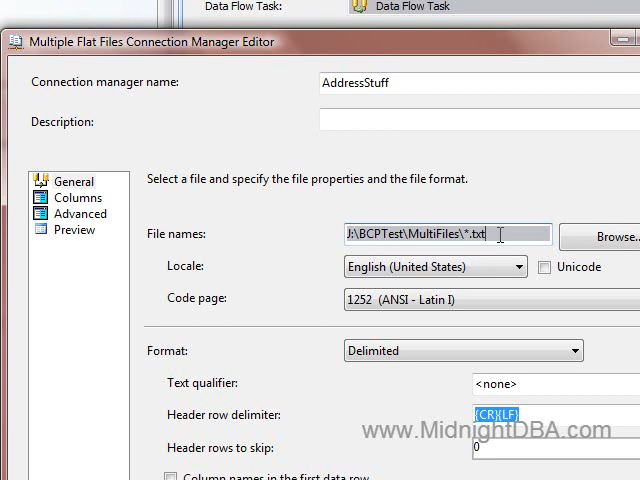 Data Flow Task: Data Flow Task
Multiple Flat Files Connection Manager Editor
Connection manager name: AddressStuff
Description:
Select a file and specify the file properties and the file format.
General
Columns
Advanced
Preview
File names: J:\BCPTest\MultiFiles\*.txt Browse..
Locale: English (United States) Unicode
Code page: 1252 (ANSI - Latin I)
Format: Delimited
Text qualifier: <none>
Header row delimiter: {CR}{LF}
www.MidnightDBA.com
Header rows to skip: 0
Column names in the first data row